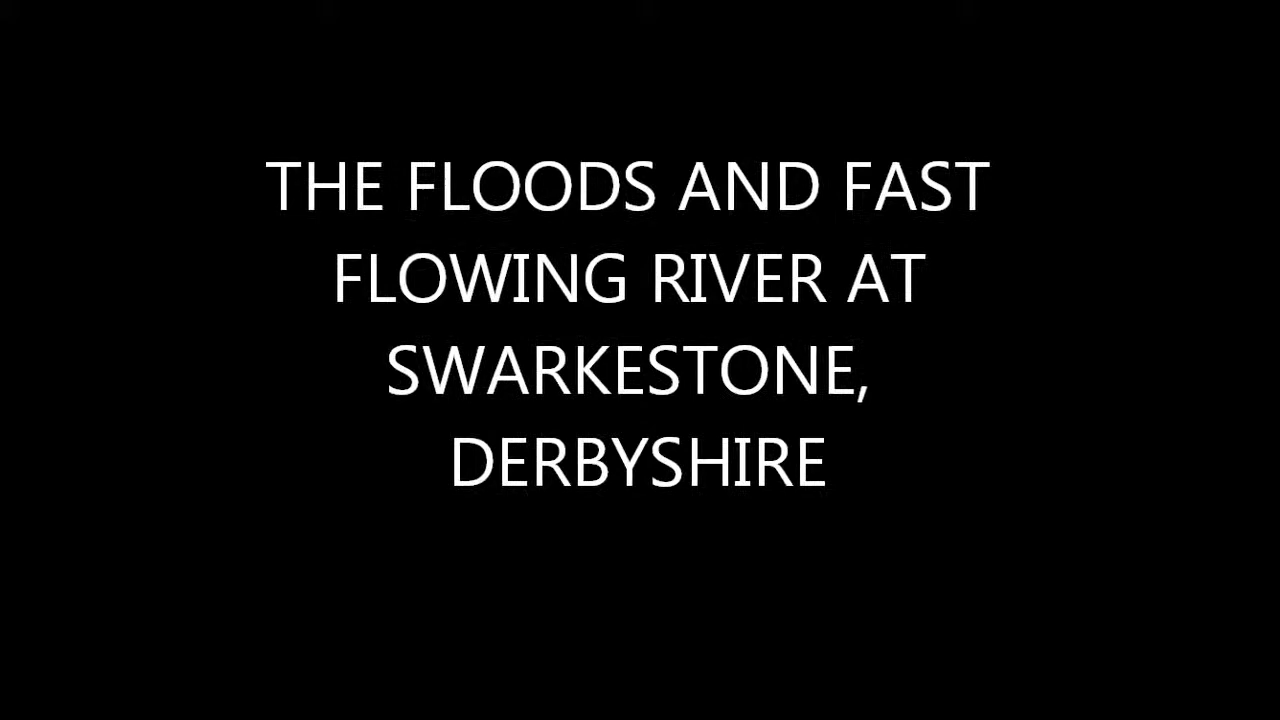 THE FLOODS AND FAST
FLOWING RIVER AT
SWARKESTONE,
DERBYSHIRE